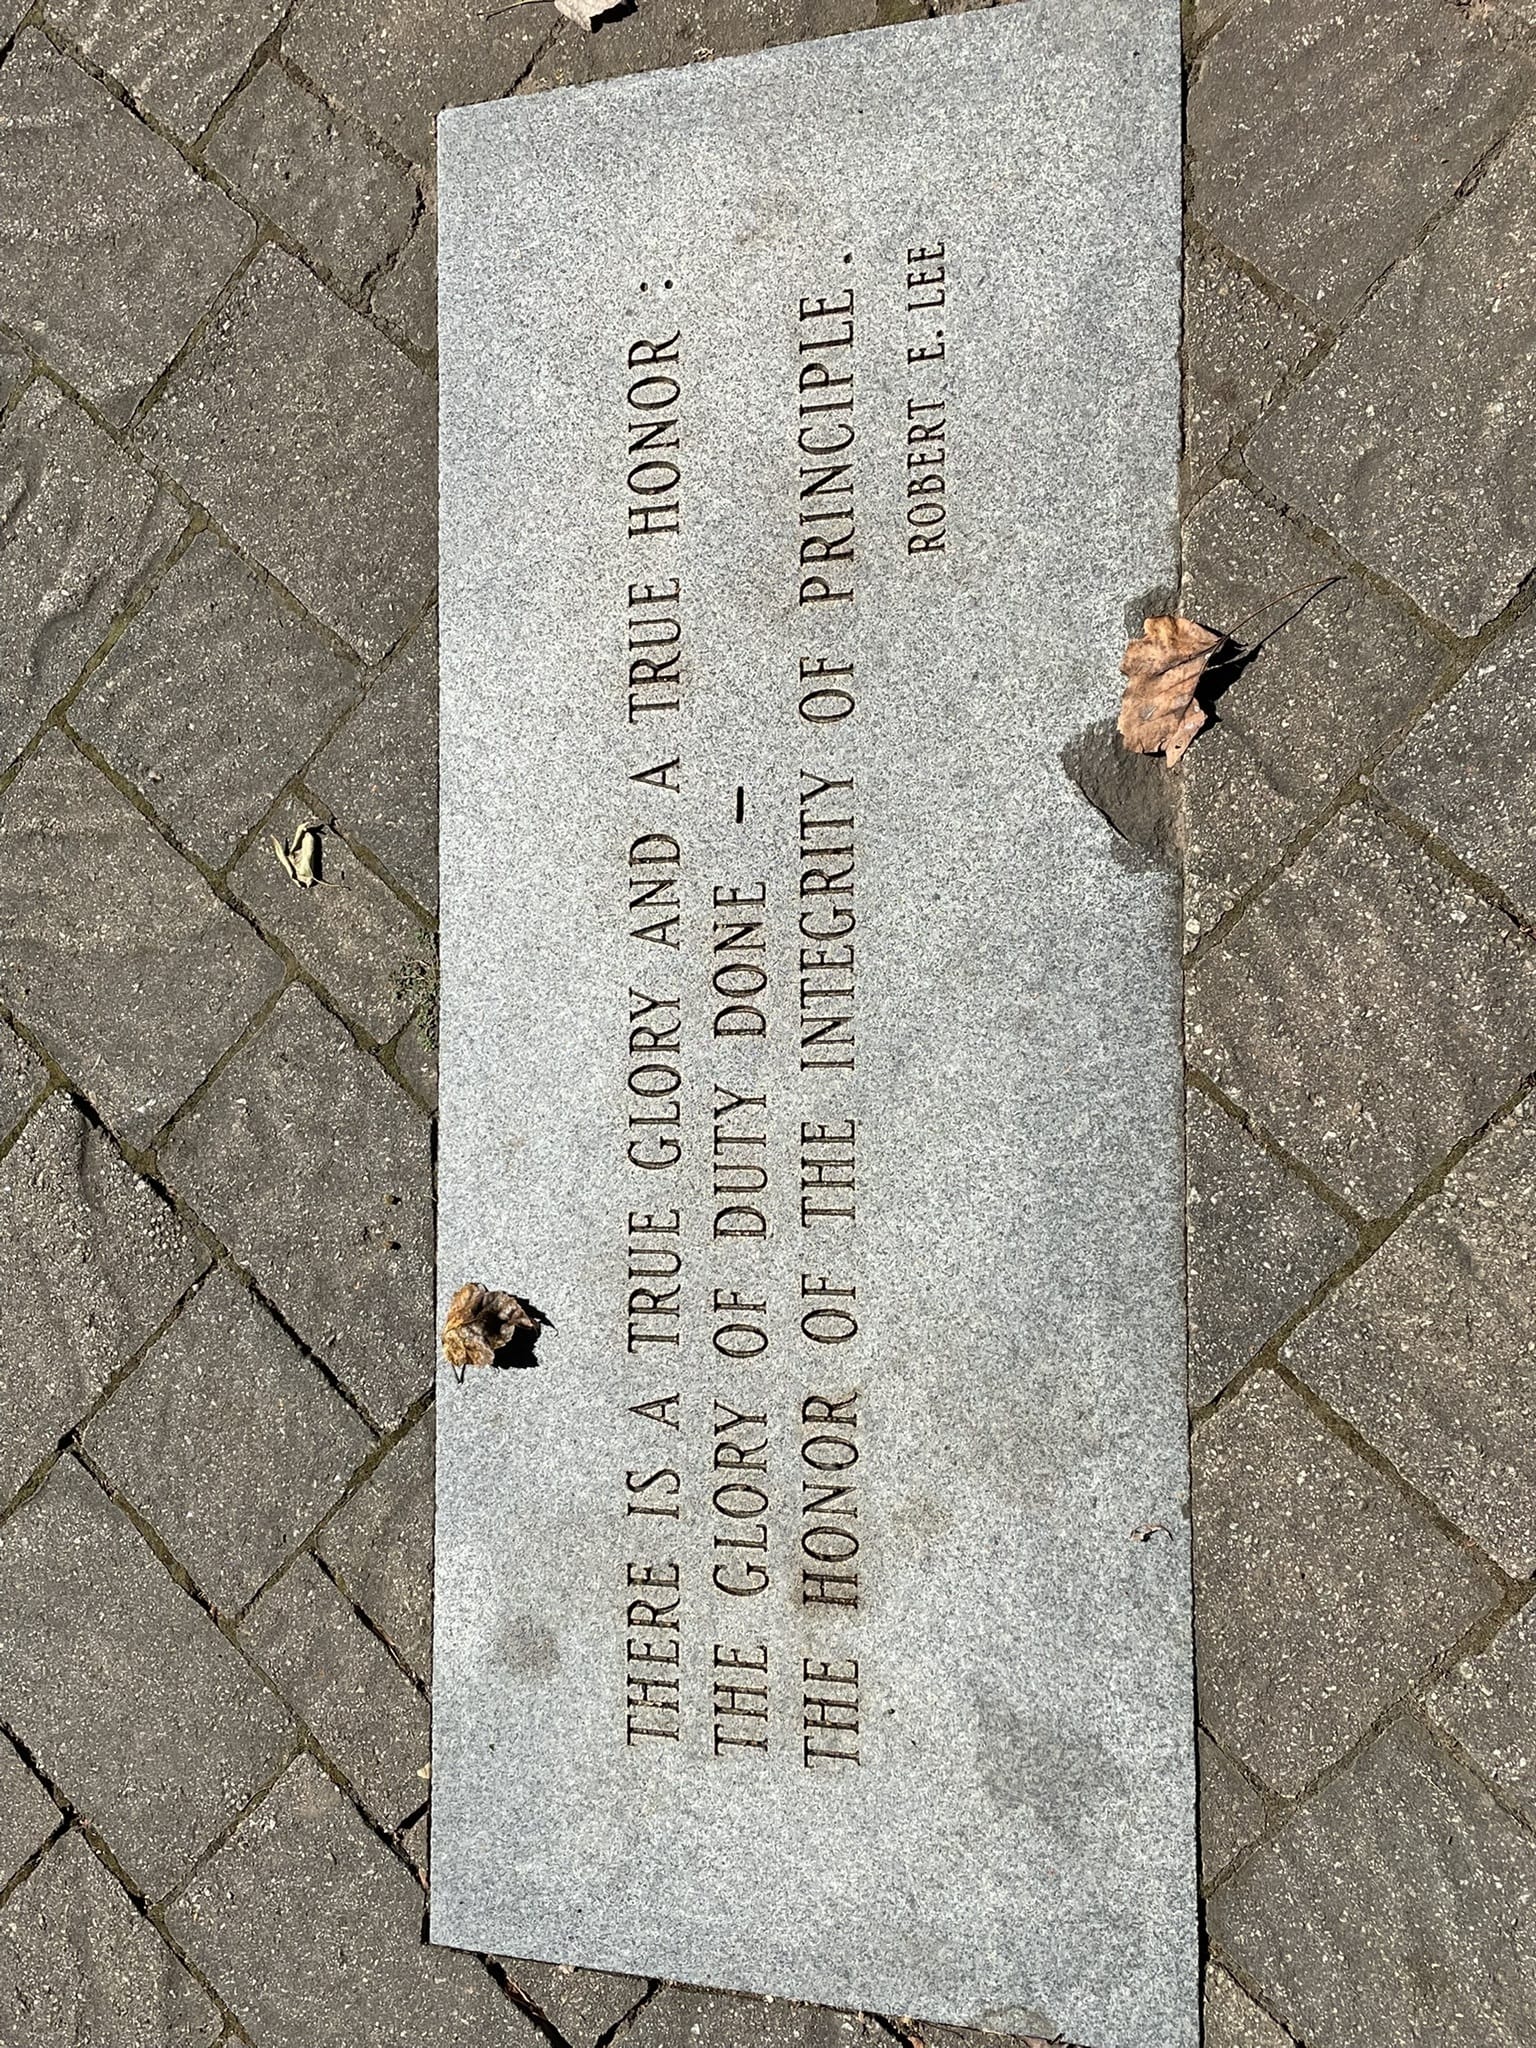 THERE IS A TRUE GLORY AND A TRUE HONOR :
THE GLORY OF DUTY DONE –
THE HONOR OF THE INTEGRITY OF PRINCIPLE .
ROBERT E. LEE